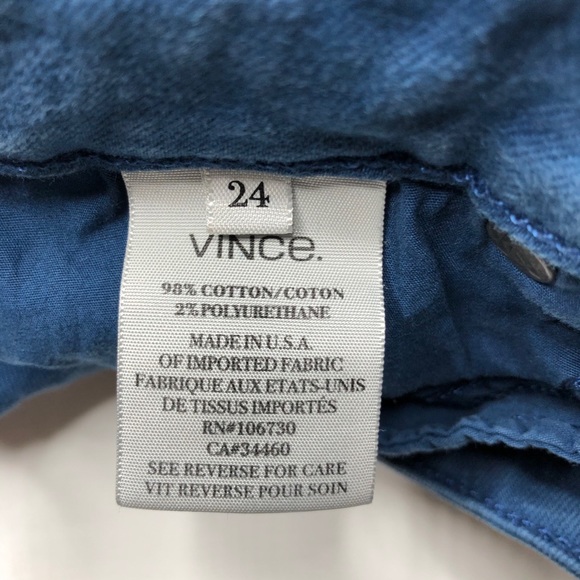 24
VINCe.
98% COTTON/COTON
2% POLYURETHANE
MADE IN U.S.A.
OF IMPORTED FABRIC
FABRIQUE AUX ETATS-UNIS
DE TISSUS IMPORTÉS
RN#106730
CA#34460
SEE REVERSE FOR CARE
VIT REVERSE POUR SOIN